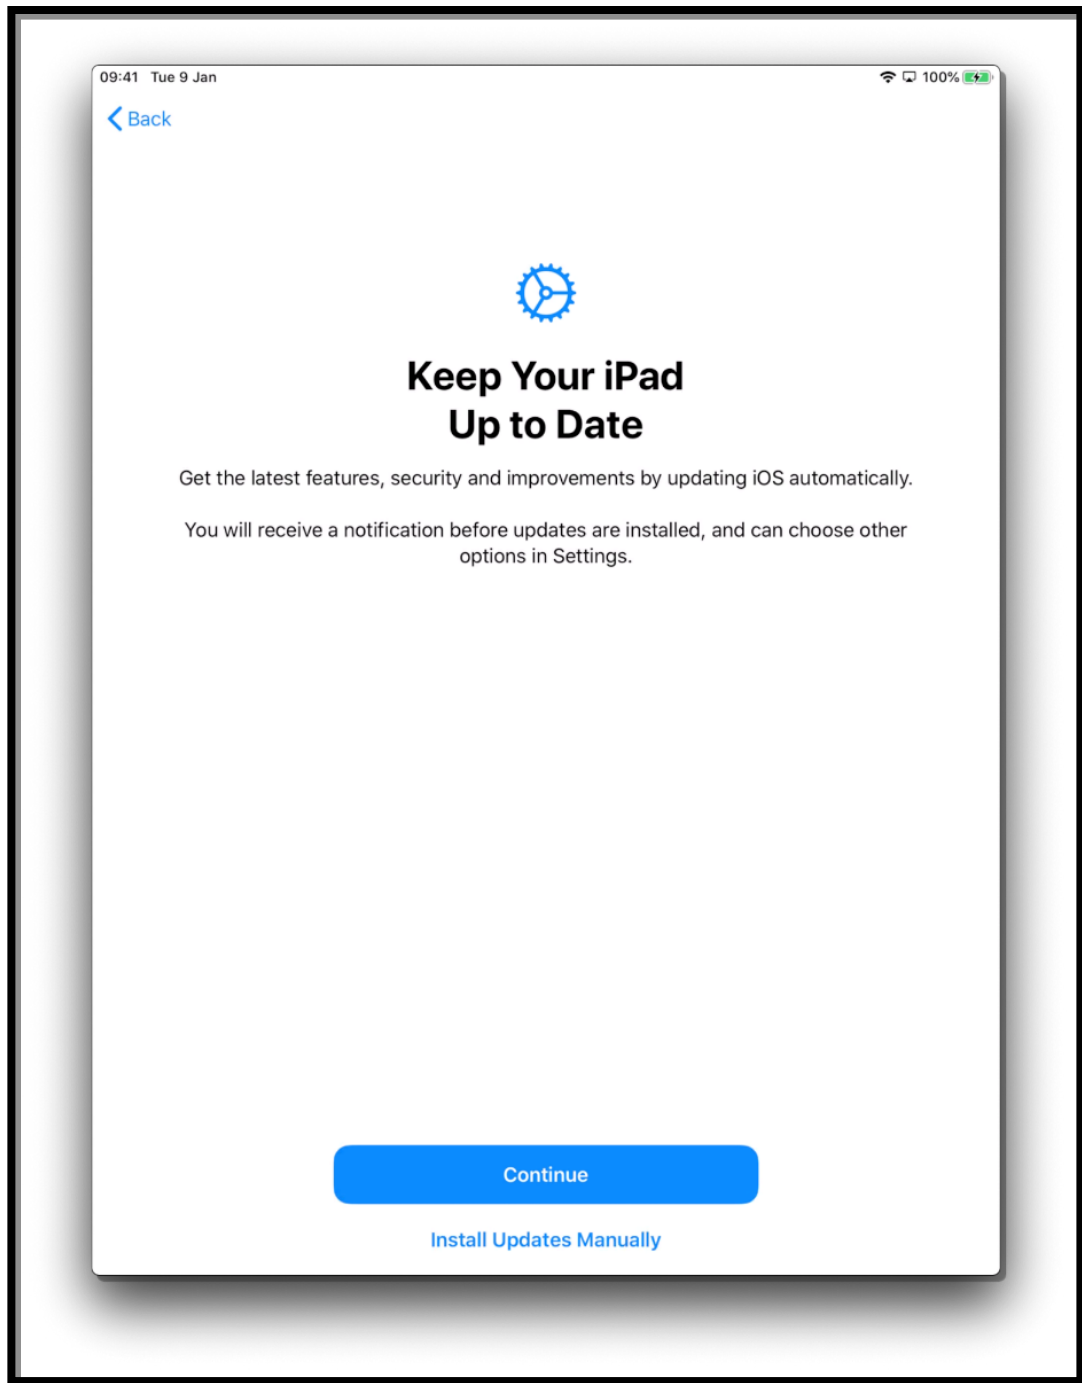 09:41 Tue 9 Jan 100%
Back
Keep Your iPad
Up to Date
Get the latest features, security and improvements by updating iOS automatically.
You will receive a notification before updates are installed, and can choose other
options in Settings.
Continue
Install Updates Manually